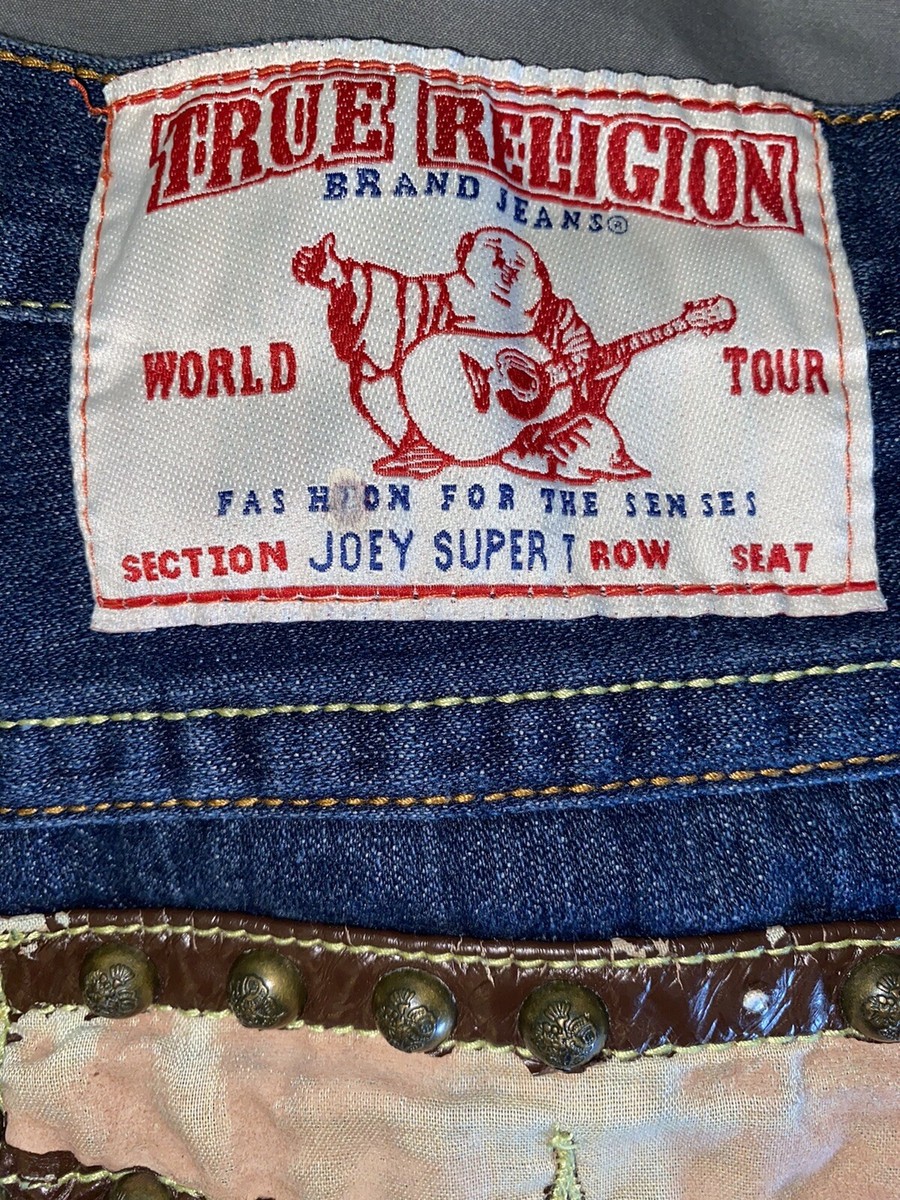 TRUE RELIGION
BRAND JEANS®
WORLD TOUR
FASHION FOR THE SENSES
SECTION JOEY SUPER T ROW SEAT